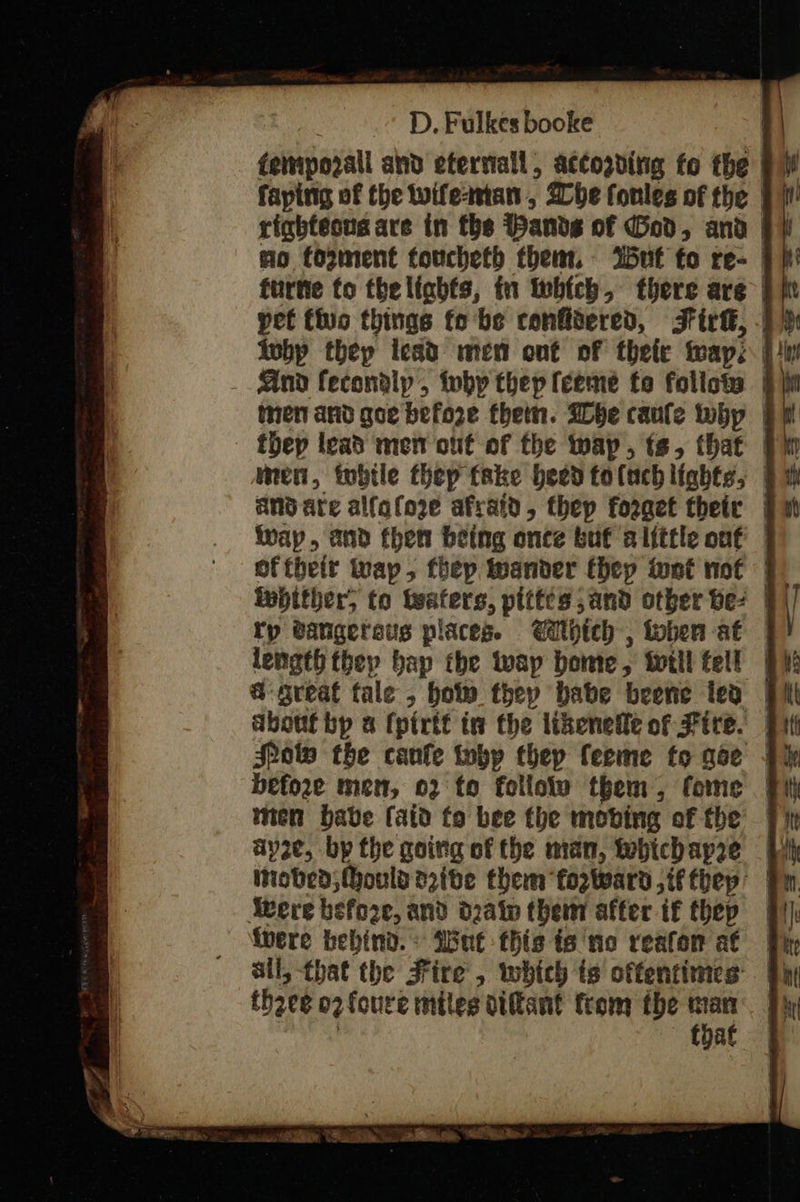 D. Fulkes booke
temporall and eternall, according to the
saying of the wise-man, The soules of the
righteous are in the Hands of God, and
no torment toucheth them. But to re-
turne to the lights, in which, there are
yet two things to be considered, First,
why they lead men out of their way:
And secondly, why they seeme to follow
men and goe before them. The cause why
they lead men out of the way, is, that
men, while they take heed to such lights,
and are also sore afraid, they forget their
way, and then being once but a little out
of their way, they wander they wot not
whither, to waters, pittes, and other ve-
ry dangerous places. Which, when at
length they hap the way home, will tell
a great tale, how they have beene led
about by a spirit in the likenesse of Fire.
Now the cause why they seeme to goe
before men, or to follow them, some
men have said to bee the moving of the
ayre, by the going of the man, which ayre
moved, should drive them forward, if they
were before, and draw them after if they
were behind. But this is no reason at
all, that the Fire, which is oftentimes
three or foure miles distant from the man
that